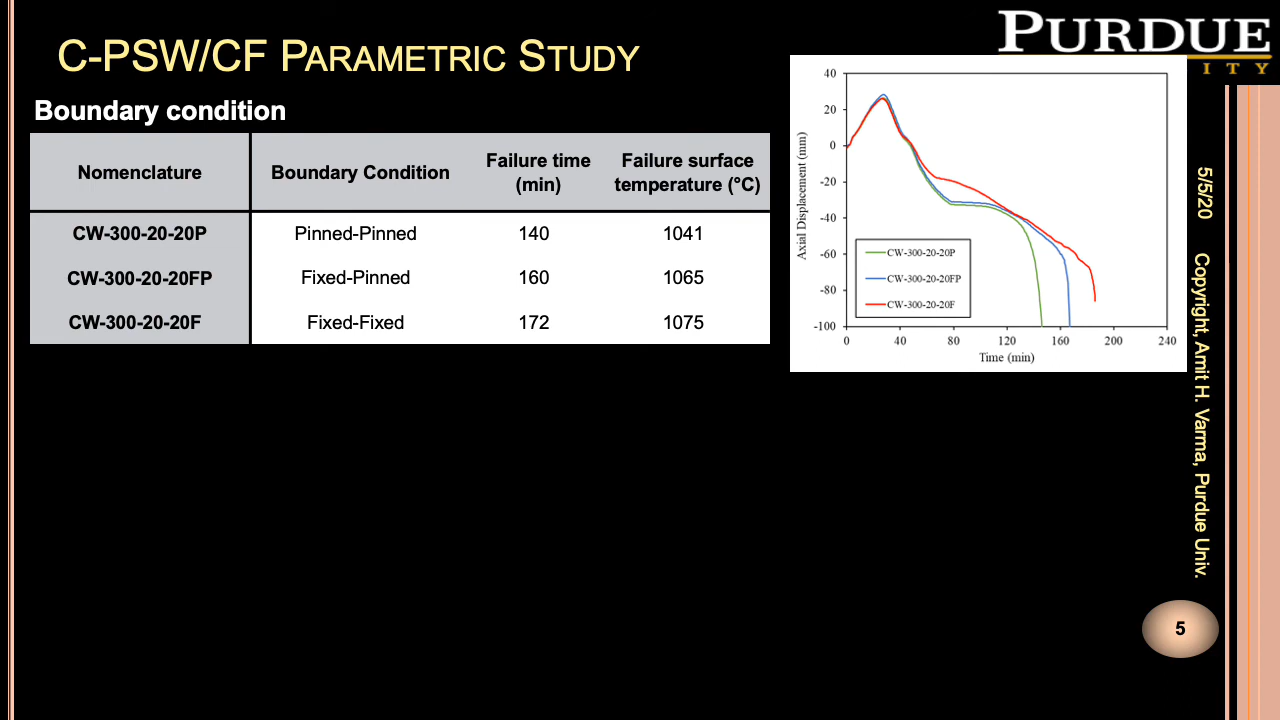 C-PSW/CF PARAMETRIC STUDY
PURDUE
I T Y
Boundary condition
Nomenclature Boundary Condition Failure time (min) Failure surface temperature (°C)
CW-300-20-20P Pinned-Pinned 140 1041
CW-300-20-20FP Fixed-Pinned 160 1065
CW-300-20-20F Fixed-Fixed 172 1075
Axial Displacement (mm)
40
20
0
-20
-40
-60
-80
-100
CW-300-20-20P
CW-300-20-20FP
CW-300-20-20F
0 40 80 120 160 200 240
Time (min)
5/5/20
Copyright, Amit H. Varma, Purdue Univ.
5